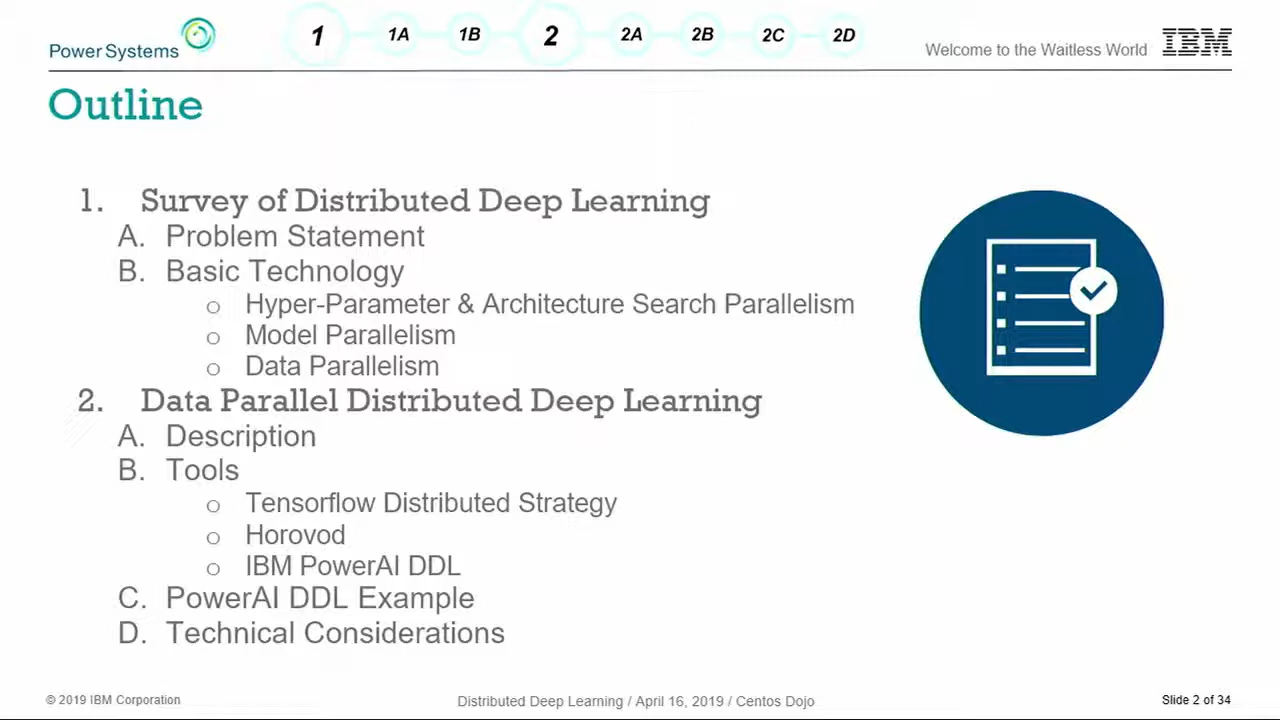 Power Systems
1 1A 1B 2 2A 2B 2C 2D
Welcome to the Waitless World IBM
Outline
1. Survey of Distributed Deep Learning
A. Problem Statement
B. Basic Technology
o Hyper-Parameter & Architecture Search Parallelism
o Model Parallelism
o Data Parallelism
2. Data Parallel Distributed Deep Learning
A. Description
B. Tools
o Tensorflow Distributed Strategy
o Horovod
o IBM PowerAI DDL
C. PowerAI DDL Example
D. Technical Considerations
© 2019 IBM Corporation
Distributed Deep Learning / April 16, 2019 / Centos Dojo
Slide 2 of 34